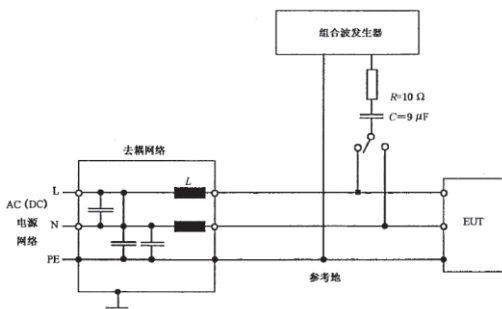 组合波发生器
R=10 Ω
C=9 μF
去耦网络
L
L
AC (DC)
电源
网络
N
EUT
PE
参考地